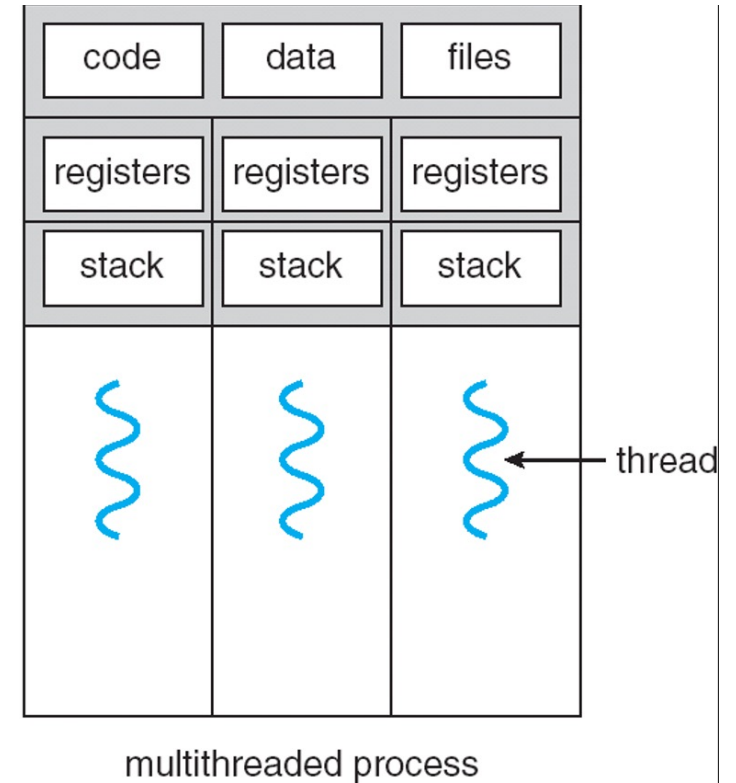 code data files
registers registers registers
stack stack stack
thread
multithreaded process